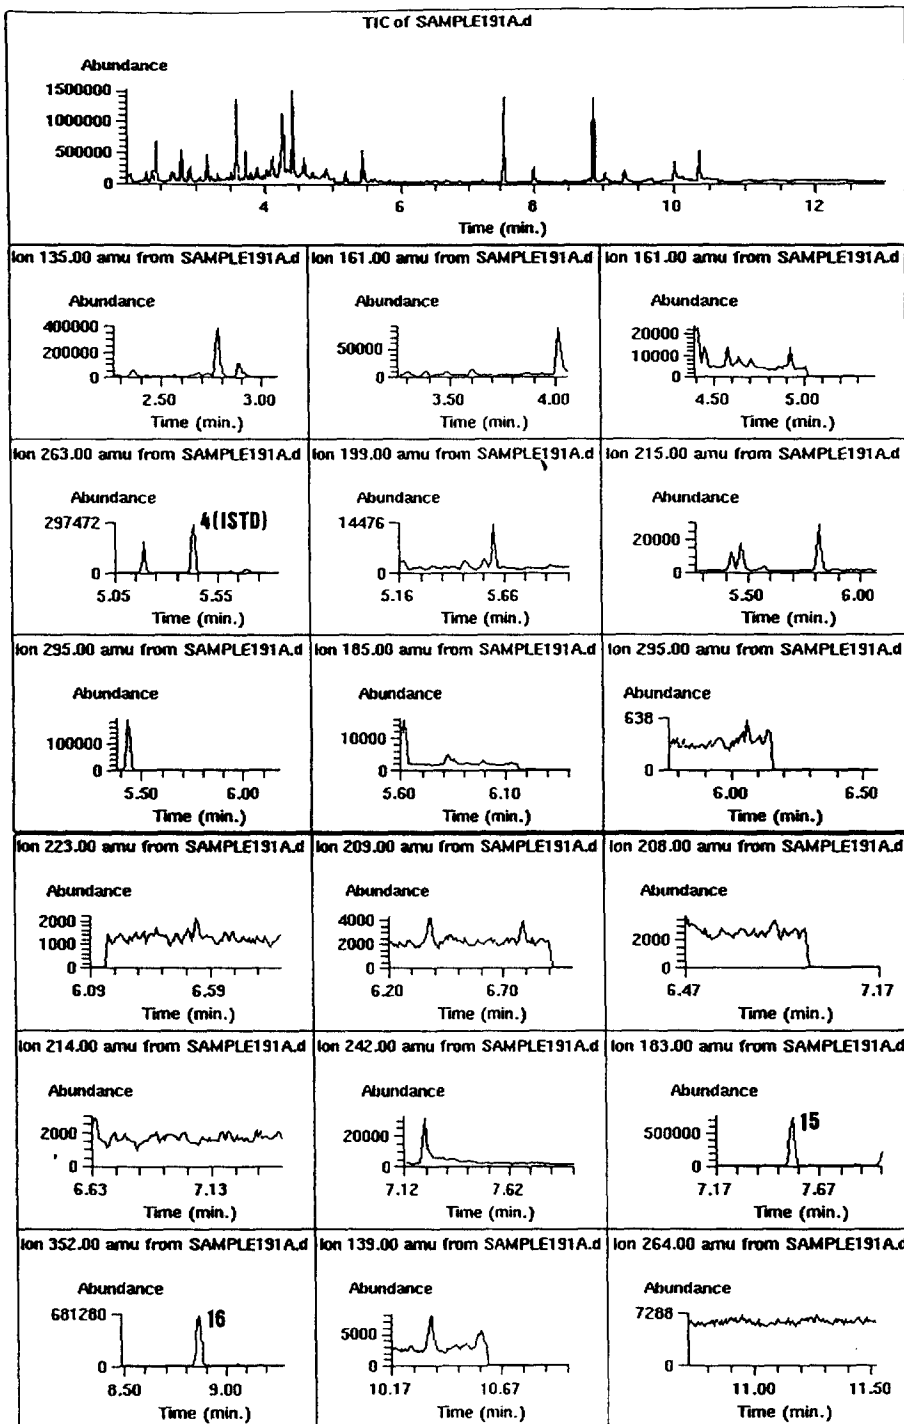 TIC of SAMPLE191A.d
Abundance
1500000
1000000
500000
0
4 6 8 10 12
Time (min.)
Ion 135.00 amu from SAMPLE191A.d
Abundance
400000
200000
0
2.50 3.00
Time (min.)
Ion 161.00 amu from SAMPLE191A.d
Abundance
50000
0
3.50 4.00
Time (min.)
Ion 161.00 amu from SAMPLE191A.d
Abundance
20000
10000
0
4.50 5.00
Time (min.)
Ion 263.00 amu from SAMPLE191A.d
Abundance
297472
4(ISTD)
0
5.05 5.55
Time (min.)
Ion 199.00 amu from SAMPLE191A.d
Abundance
14476
0
5.16 5.66
Time (min.)
Ion 215.00 amu from SAMPLE191A.d
Abundance
20000
0
5.50 6.00
Time (min.)
Ion 295.00 amu from SAMPLE191A.d
Abundance
100000
0
5.50 6.00
Time (min.)
Ion 185.00 amu from SAMPLE191A.d
Abundance
10000
0
5.60 6.10
Time (min.)
Ion 295.00 amu from SAMPLE191A.d
Abundance
638
0
6.00 6.50
Time (min.)
Ion 223.00 amu from SAMPLE191A.d
Abundance
2000
1000
0
6.09 6.59
Time (min.)
Ion 209.00 amu from SAMPLE191A.d
Abundance
4000
2000
0
6.20 6.70
Time (min.)
Ion 208.00 amu from SAMPLE191A.d
Abundance
2000
0
6.47 7.17
Time (min.)
Ion 214.00 amu from SAMPLE191A.d
Abundance
2000
0
6.63 7.13
Time (min.)
Ion 242.00 amu from SAMPLE191A.d
Abundance
20000
0
7.12 7.62
Time (min.)
Ion 183.00 amu from SAMPLE191A.d
Abundance
15
500000
0
7.17 7.67
Time (min.)
Ion 352.00 amu from SAMPLE191A.d
Abundance
681280
16
0
8.50 9.00
Time (min.)
Ion 139.00 amu from SAMPLE191A.d
Abundance
5000
0
10.17 10.67
Time (min.)
Ion 264.00 amu from SAMPLE191A.d
Abundance
7288
0
11.00 11.50
Time (min.)